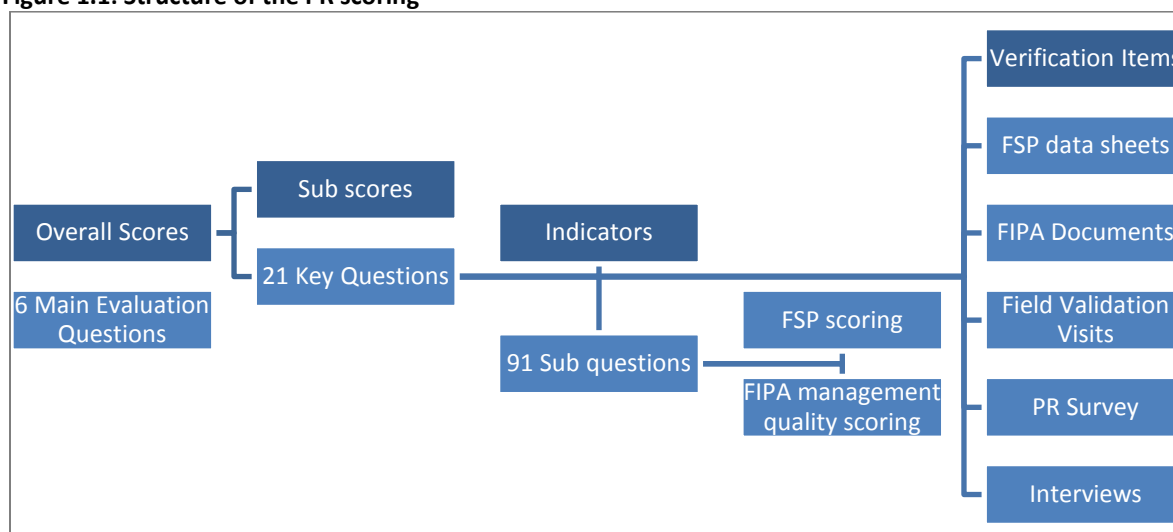 Figure 1.1: Structure of the PR scoring
Verification Items
FSP data sheets
Sub scores
Overall Scores
Indicators
FIPA Documents
21 Key Questions
6 Main Evaluation
Questions
FSP scoring
Field Validation
Visits
91 Sub questions
FIPA management
quality scoring
PR Survey
Interviews